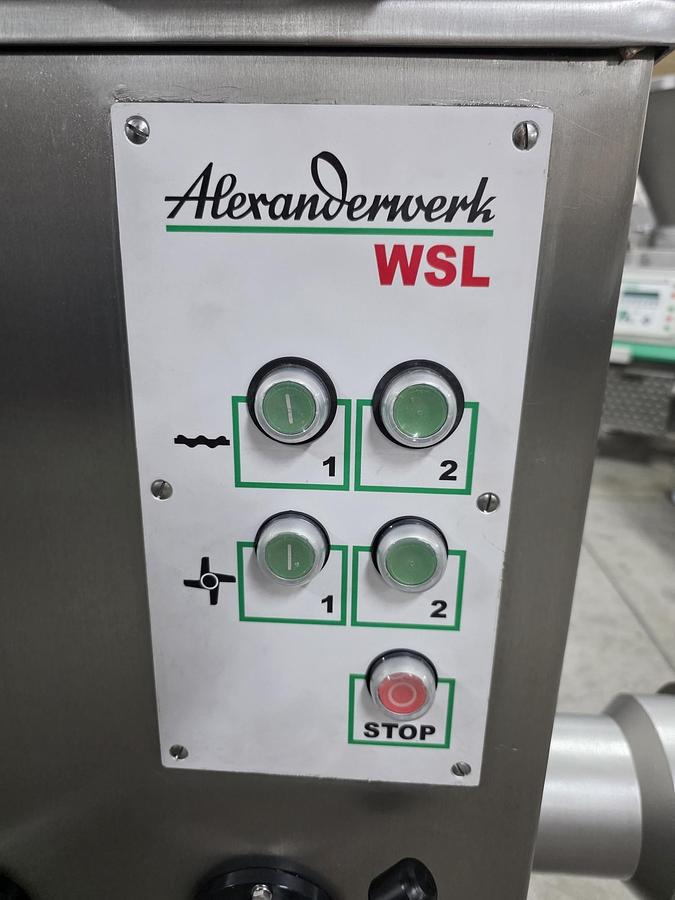 Alexanderwerk
WSL
1 2
1 2
STOP